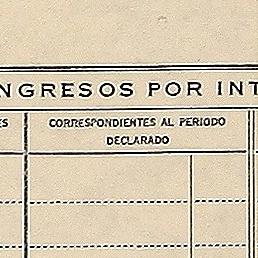 NGRESOS POR INT
ES
CORRESPONDIENTES AL PERIODO
DECLARADO